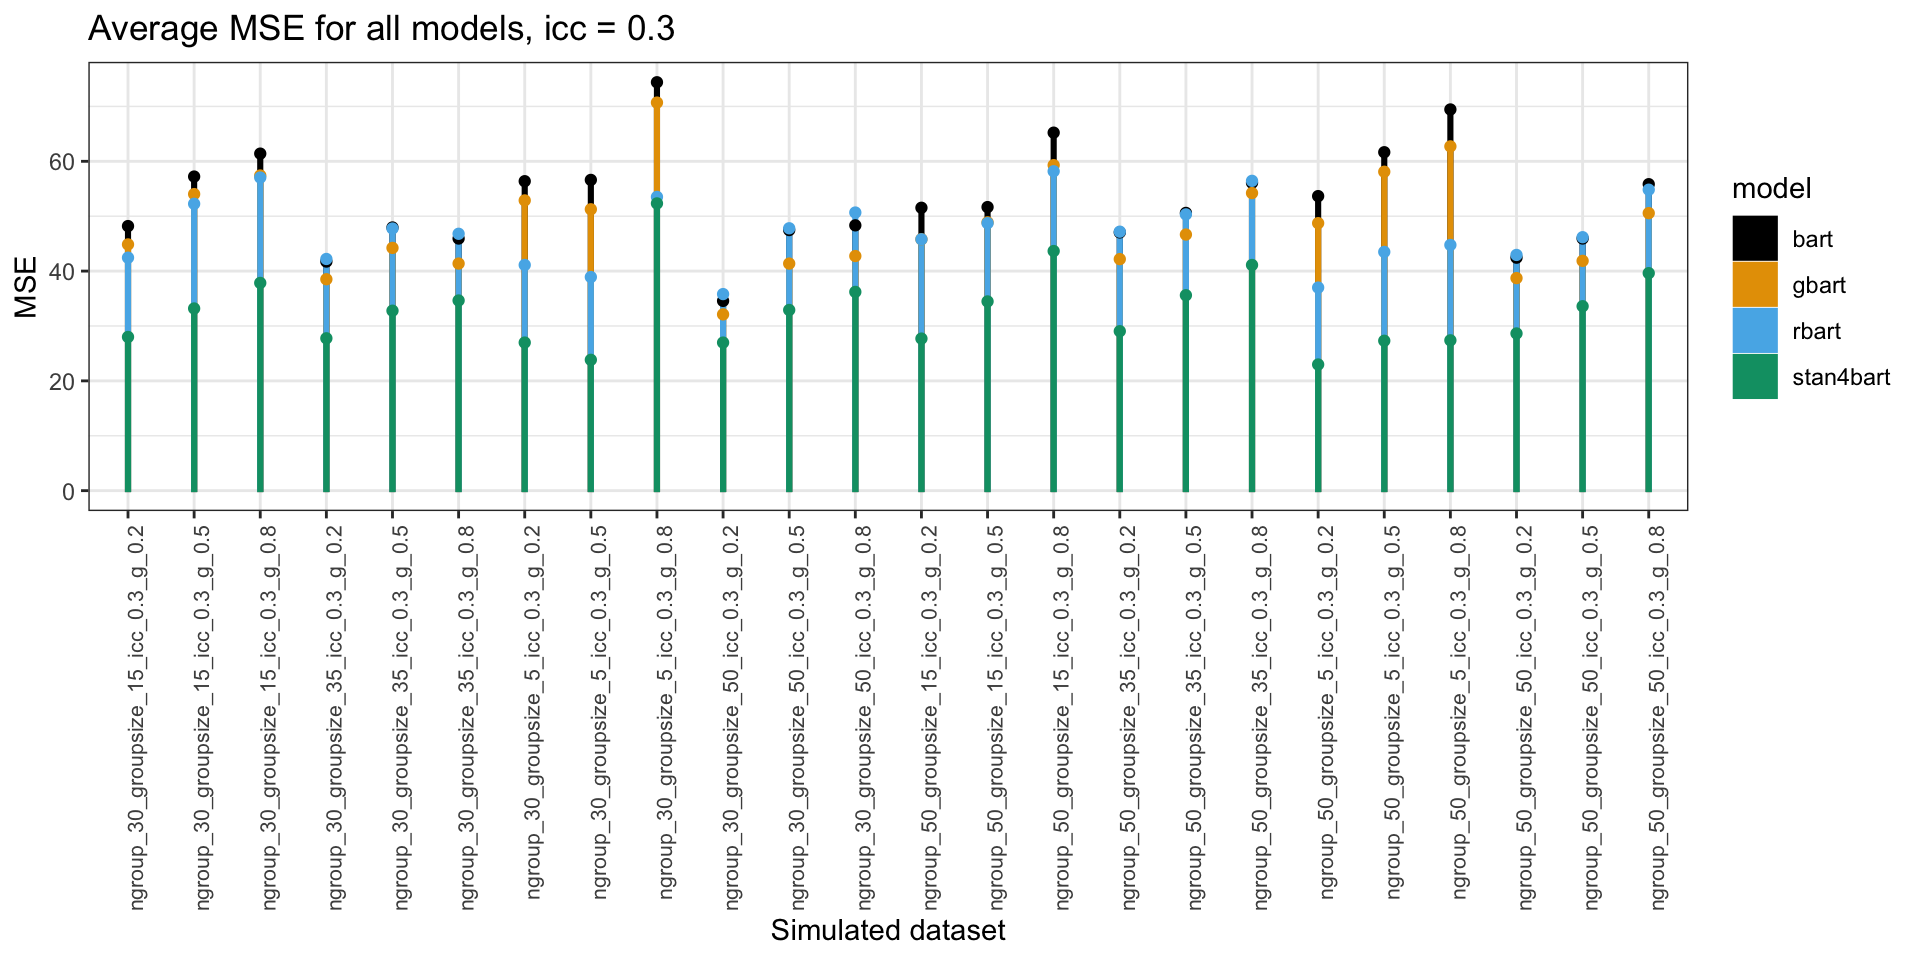 Average MSE for all models, icc = 0.3
MSE
60
40
20
0
ngroup_30_groupsize_15_icc_0.3_g_0.2
ngroup_30_groupsize_15_icc_0.3_g_0.5
ngroup_30_groupsize_15_icc_0.3_g_0.8
ngroup_30_groupsize_35_icc_0.3_g_0.2
ngroup_30_groupsize_35_icc_0.3_g_0.5
ngroup_30_groupsize_35_icc_0.3_g_0.8
ngroup_30_groupsize_5_icc_0.3_g_0.2
ngroup_30_groupsize_5_icc_0.3_g_0.5
ngroup_30_groupsize_5_icc_0.3_g_0.8
ngroup_30_groupsize_50_icc_0.3_g_0.2
ngroup_30_groupsize_50_icc_0.3_g_0.5
ngroup_30_groupsize_50_icc_0.3_g_0.8
ngroup_50_groupsize_15_icc_0.3_g_0.2
ngroup_50_groupsize_15_icc_0.3_g_0.5
ngroup_50_groupsize_15_icc_0.3_g_0.8
ngroup_50_groupsize_35_icc_0.3_g_0.2
ngroup_50_groupsize_35_icc_0.3_g_0.5
ngroup_50_groupsize_35_icc_0.3_g_0.8
ngroup_50_groupsize_5_icc_0.3_g_0.2
ngroup_50_groupsize_5_icc_0.3_g_0.5
ngroup_50_groupsize_5_icc_0.3_g_0.8
ngroup_50_groupsize_50_icc_0.3_g_0.2
ngroup_50_groupsize_50_icc_0.3_g_0.5
ngroup_50_groupsize_50_icc_0.3_g_0.8
Simulated dataset
model
bart
gbart
rbart
stan4bart